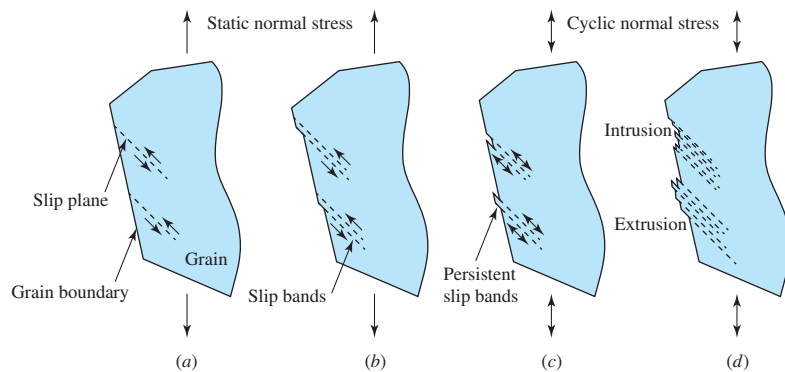 Static normal stress
Cyclic normal stress
Slip plane
Grain boundary
Grain
Slip bands
Persistent
slip bands
Intrusion
Extrusion
(a)
(b)
(c)
(d)